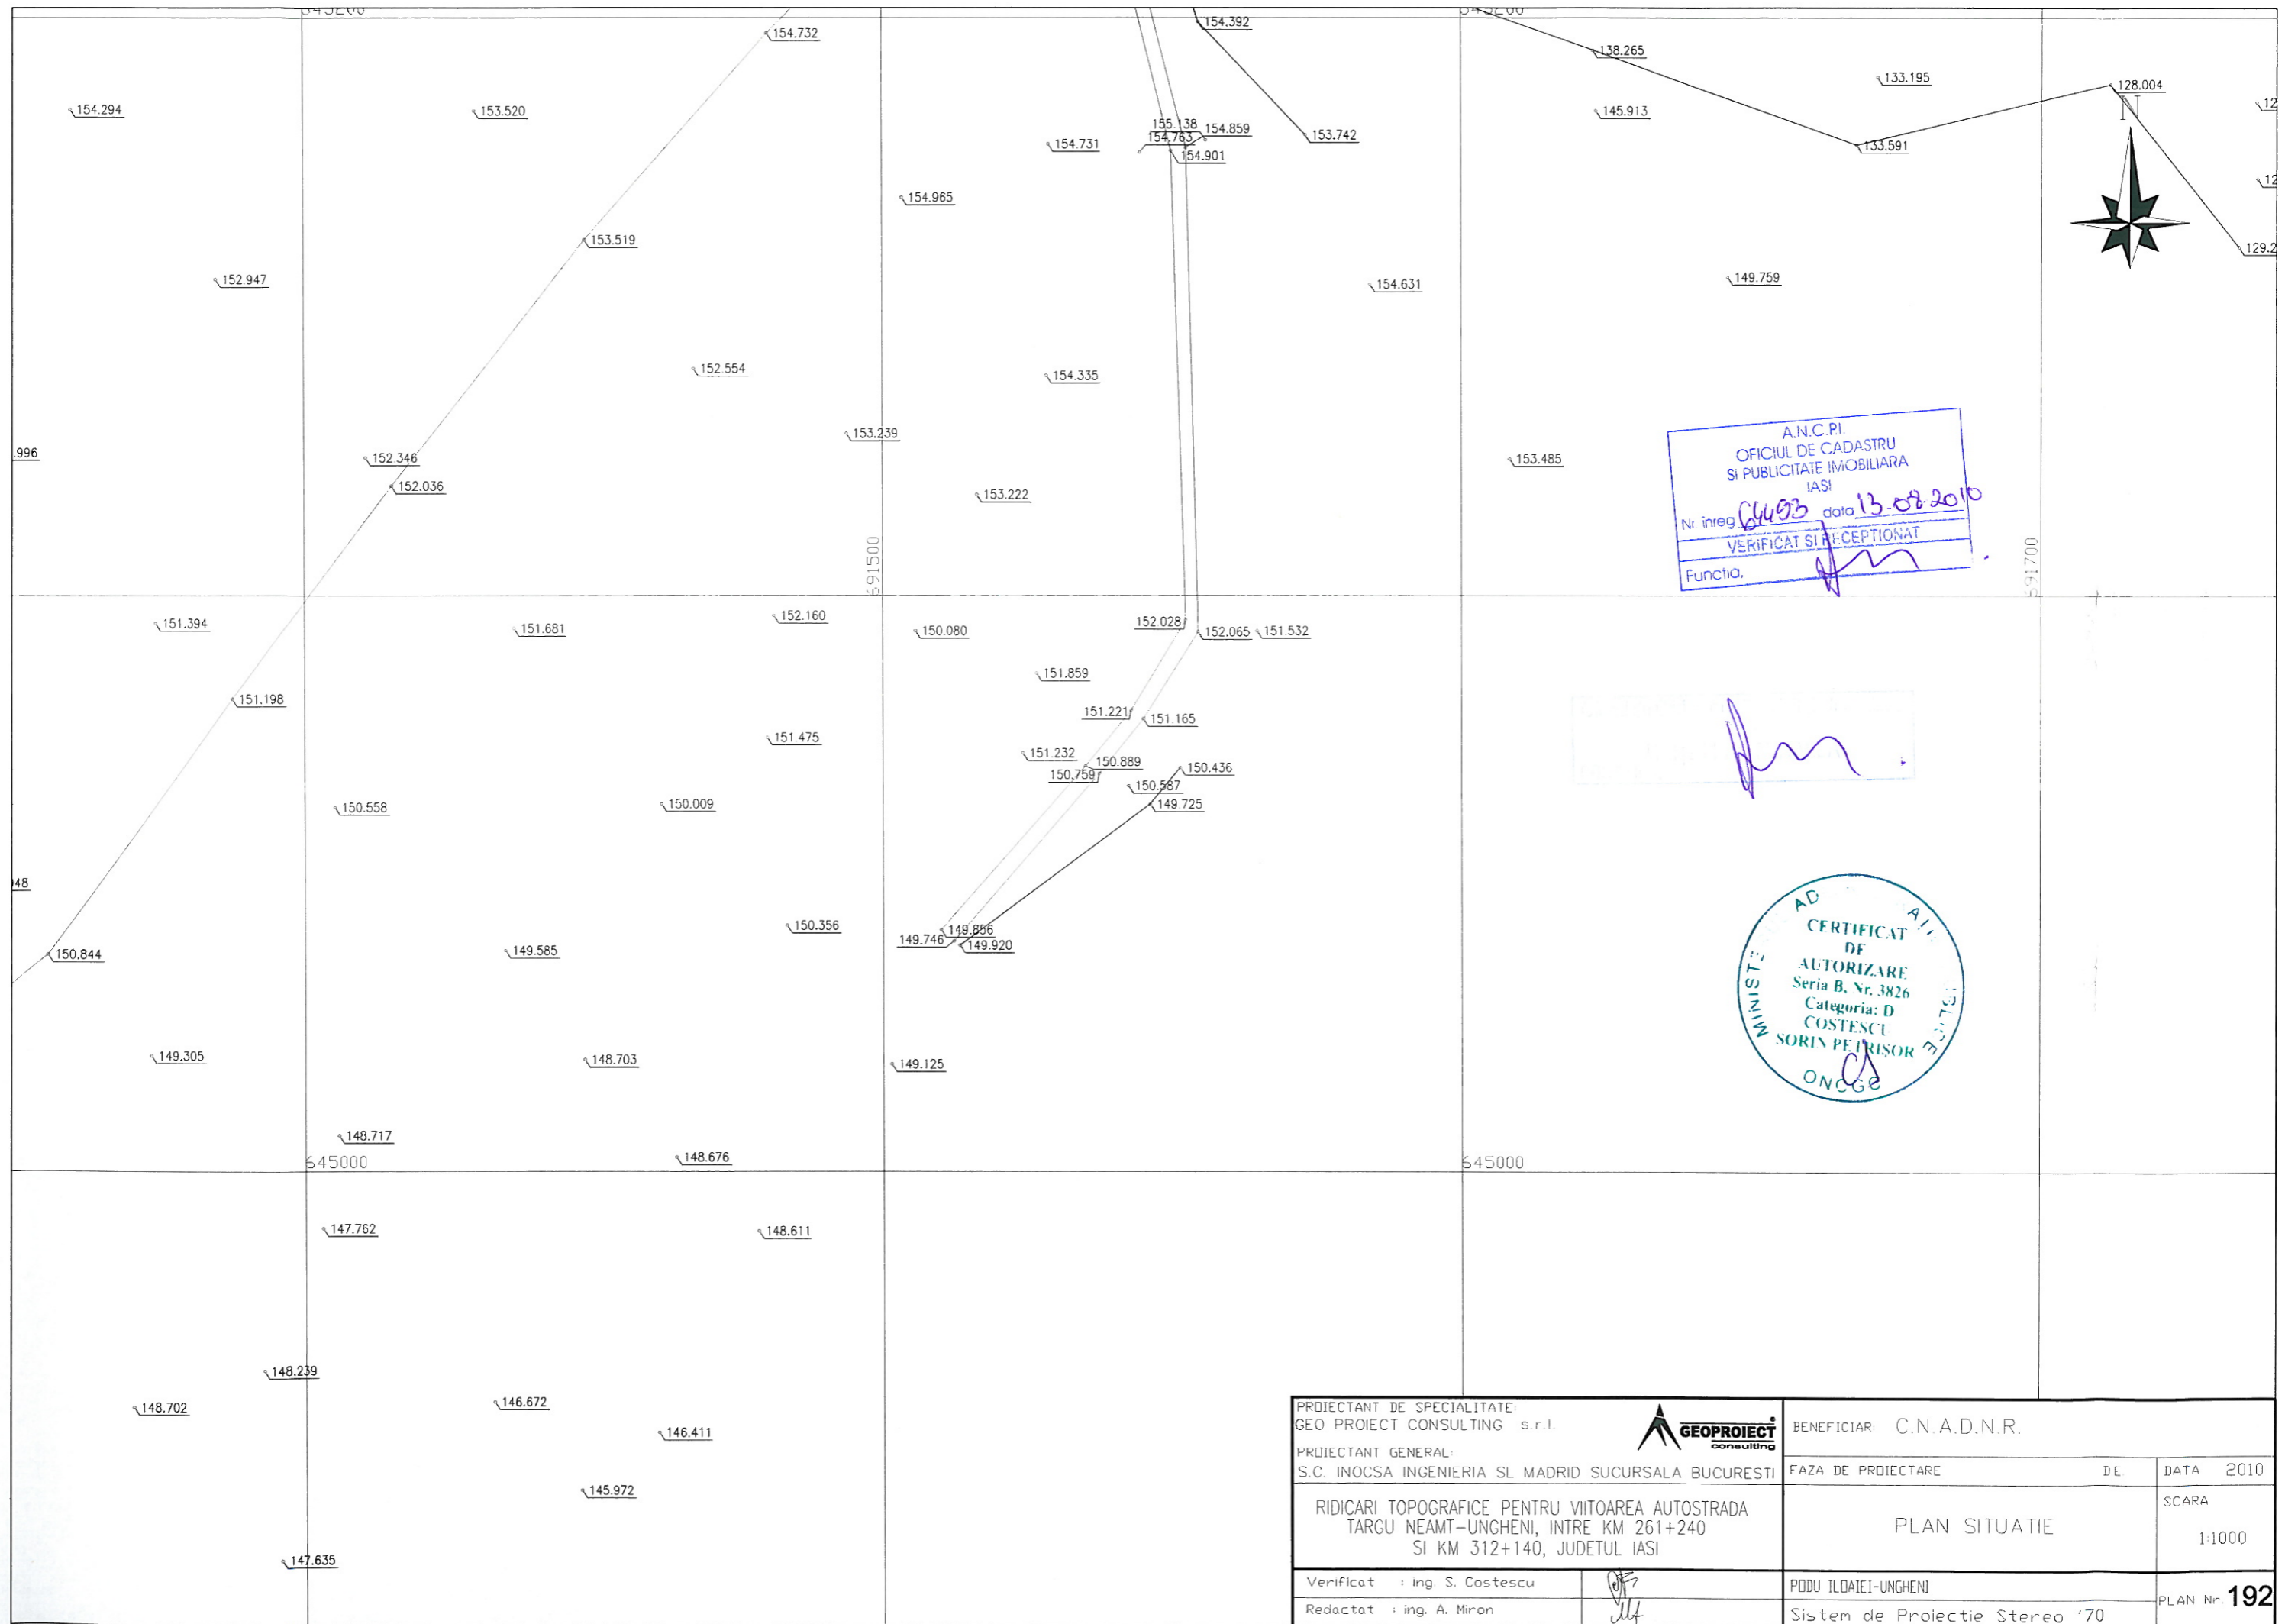 154.732
154.392
138.265
133.195
128.004
154.294
153.520
145.913
N
155.138
154.859
154.763
154.731
154.901
153.742
133.591
154.965
153.519
129.2
152.947
154.631
149.759
152.554
154.335
153.239
.996
152.346
153.485
152.036
153.222
A.N.C.P.I.
OFICIUL DE CADASTRU
SI PUBLICITATE IMOBILIARA
IASI
Nr înreg 64493 data 13.08.2010
VERIFICAT SI RECEPTIONAT
Functia.
691500
691700
151.394
151.681
152.160
150.080
152.028
152.065
151.532
151.859
151.198
151.221
151.165
151.475
151.232
150.889
150.759
150.436
150.587
150.558
150.009
149.725
150.356
149.856
149.746
149.920
150.844
149.585
CERTIFICAT
DE
AUTORIZARE
Seria B, Nr. 3826
Categoria: D
COSTESCU
SORIN PETRISOR
ONCGC
149.305
148.703
149.125
148.717
148.676
645000
645000
147.762
148.611
148.239
148.702
146.672
146.411
145.972
147.635
PROIECTANT DE SPECIALITATE:
GEO PROIECT CONSULTING s.r.l.
GEOPROIECT
consulting
PROIECTANT GENERAL:
S.C. INOCSA INGENIERIA SL MADRID SUCURSALA BUCURESTI
BENEFICIAR: C.N.A.D.N.R.
FAZA DE PROIECTARE D.E.
DATA 2010
RIDICARI TOPOGRAFICE PENTRU VIITOAREA AUTOSTRADA
TARGU NEAMT-UNGHENI, INTRE KM 261+240
SI KM 312+140, JUDETUL IASI
PLAN SITUATIE
SCARA
1:1000
Verificat : ing. S. Costescu
Redactat : ing. A. Miron
PODU ILOAIEI-UNGHENI
Sistem de Proiectie Stereo '70
PLAN Nr. 192